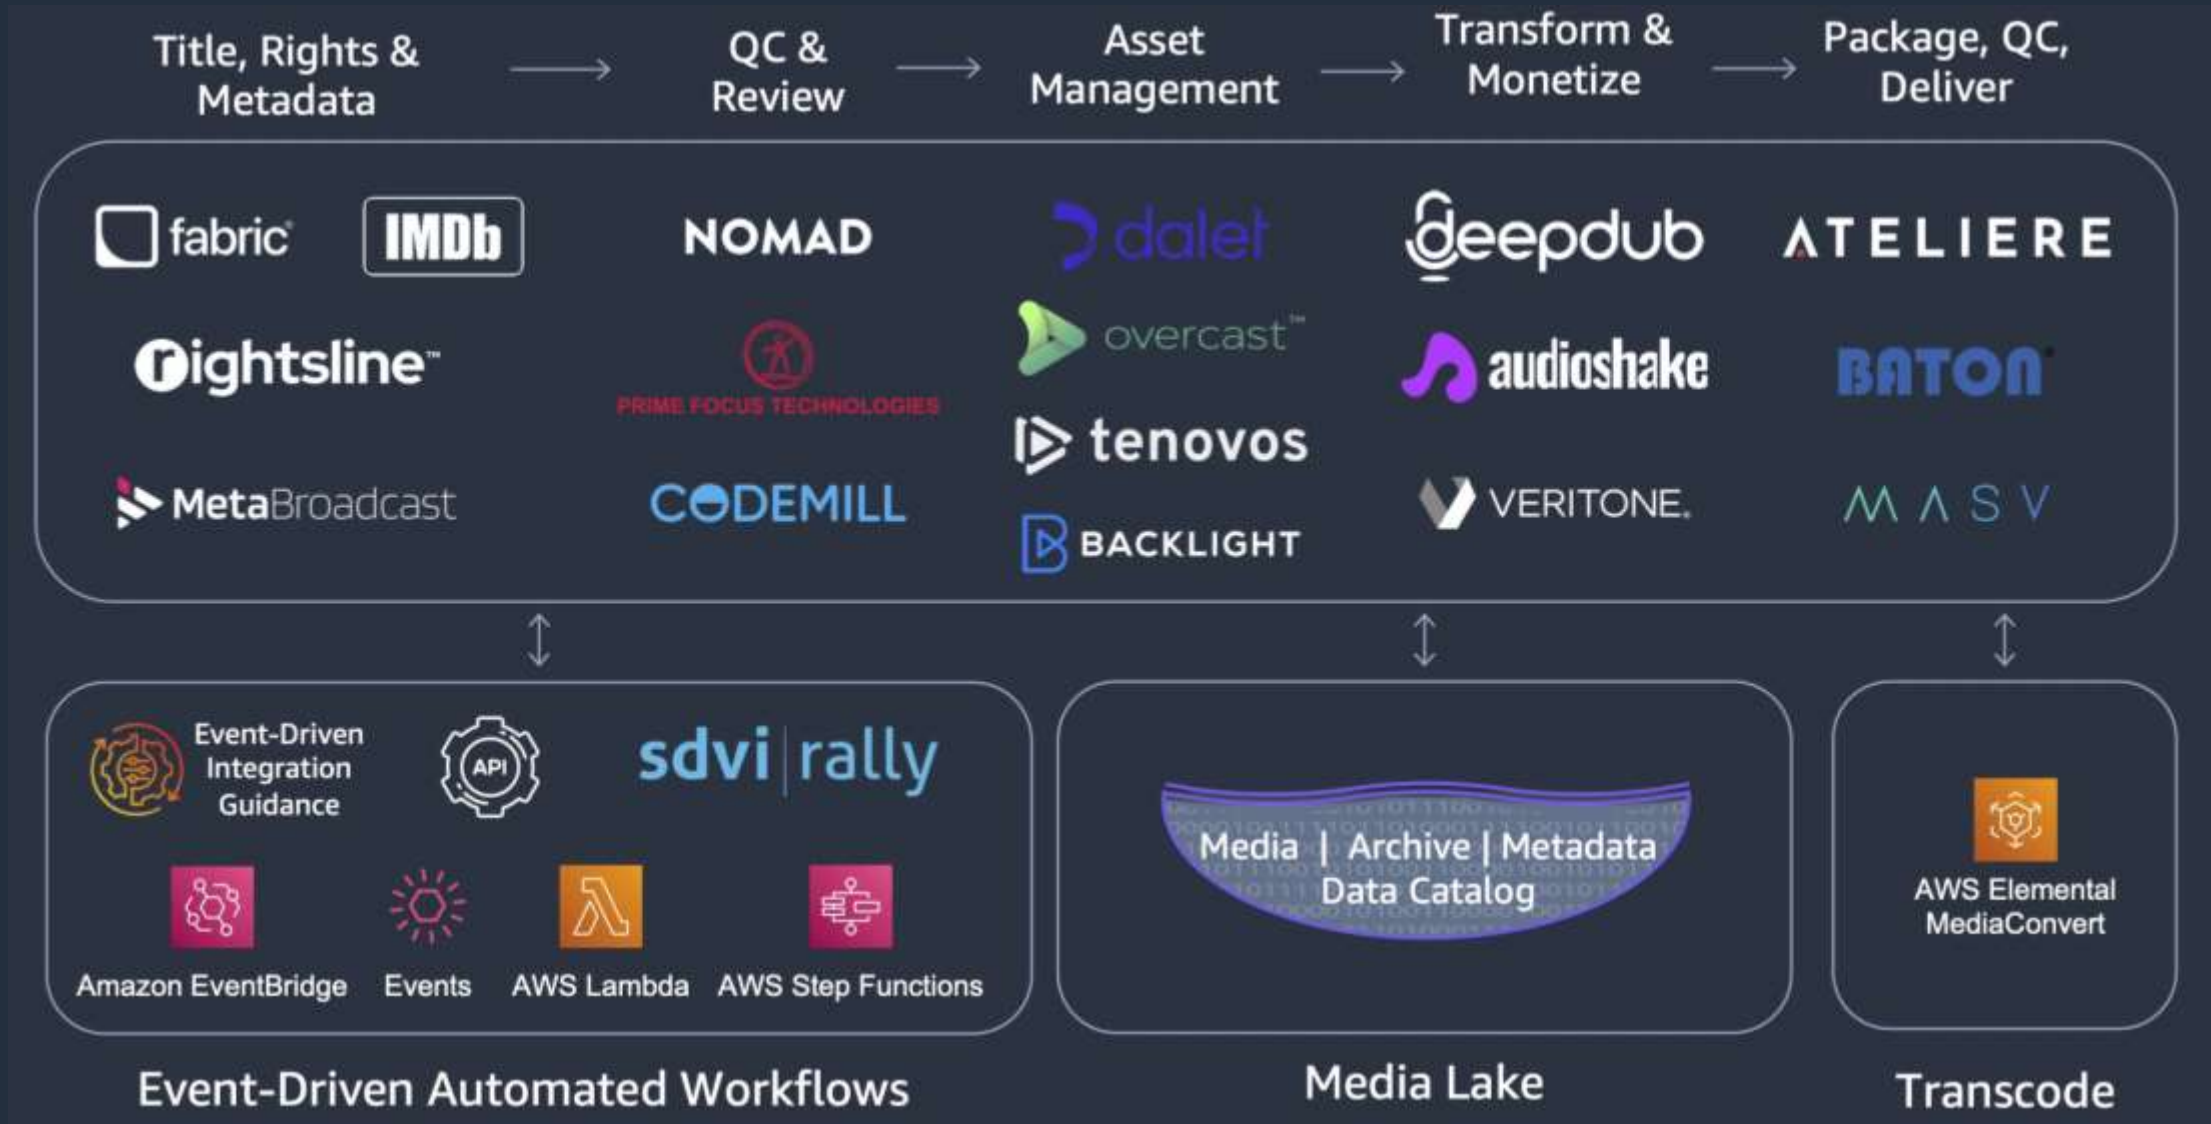 Title, Rights &
Metadata
QC &
Review
Asset
Management
Transform &
Monetize
Package, QC,
Deliver
fabric®
IMDb
NOMAD
dalet
deepdub
ATELIERE
rightsline™
PRIME FOCUS TECHNOLOGIES
overcast™
audioshake
BATON
MetaBroadcast
CODEMILL
tenovos
BACKLIGHT
VERITONE®
MASV
Event-Driven
Integration
Guidance
API
sdvi|rally
Amazon EventBridge
Events
AWS Lambda
AWS Step Functions
Media | Archive | Metadata
Data Catalog
AWS Elemental
MediaConvert
Event-Driven Automated Workflows
Media Lake
Transcode